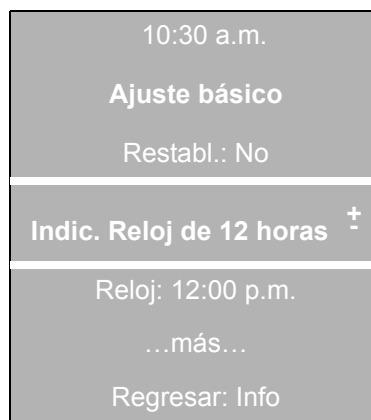 10:30 a.m.
Ajuste básico
Restabl.: No
Indic. Reloj de 12 horas +
-
Reloj: 12:00 p.m.
…más…
Regresar: Info